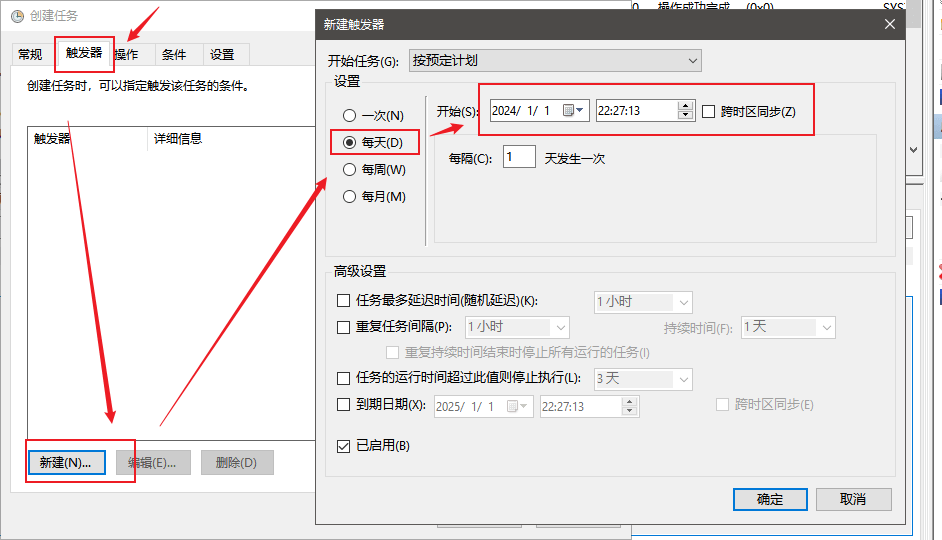 创建任务
操作成功完成 (0x0)
SYS
常规
触发器
操作
条件
设置
创建任务时，可以指定触发该任务的条件。
触发器
详细信息
新建(N)...
编辑(E)...
删除(D)
新建触发器
开始任务(G):
按预定计划
设置
一次(N)
每天(D)
每周(W)
每月(M)
开始(S):
2024/ 1/ 1
22:27:13
跨时区同步(Z)
每隔(C):
1
天发生一次
高级设置
任务最多延迟时间(随机延迟)(K):
1 小时
重复任务间隔(P):
1 小时
持续时间(F):
1 天
重复持续时间结束时停止所有运行的任务(I)
任务的运行时间超过此值则停止执行(L):
3 天
到期日期(X):
2025/ 1/ 1
22:27:13
跨时区同步(E)
已启用(B)
确定
取消